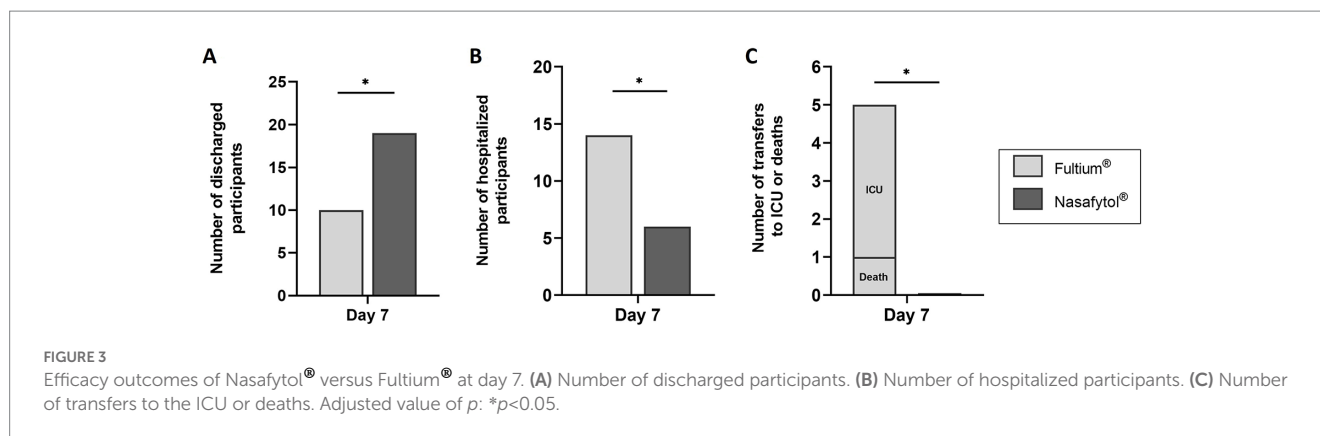 A
Number of discharged
participants
25
20
15
10
5
0
*
Day 7
B
Number of hospitalized
participants
20
15
10
5
0
*
Day 7
C
Number of transfers
to ICU or deaths
6
5
4
3
2
1
0
*
ICU
Death
Day 7
Fultium®
Nasafytol®
FIGURE 3
Efficacy outcomes of Nasafytol® versus Fultium® at day 7. (A) Number of discharged participants. (B) Number of hospitalized participants. (C) Number
of transfers to the ICU or deaths. Adjusted value of p: *p<0.05.